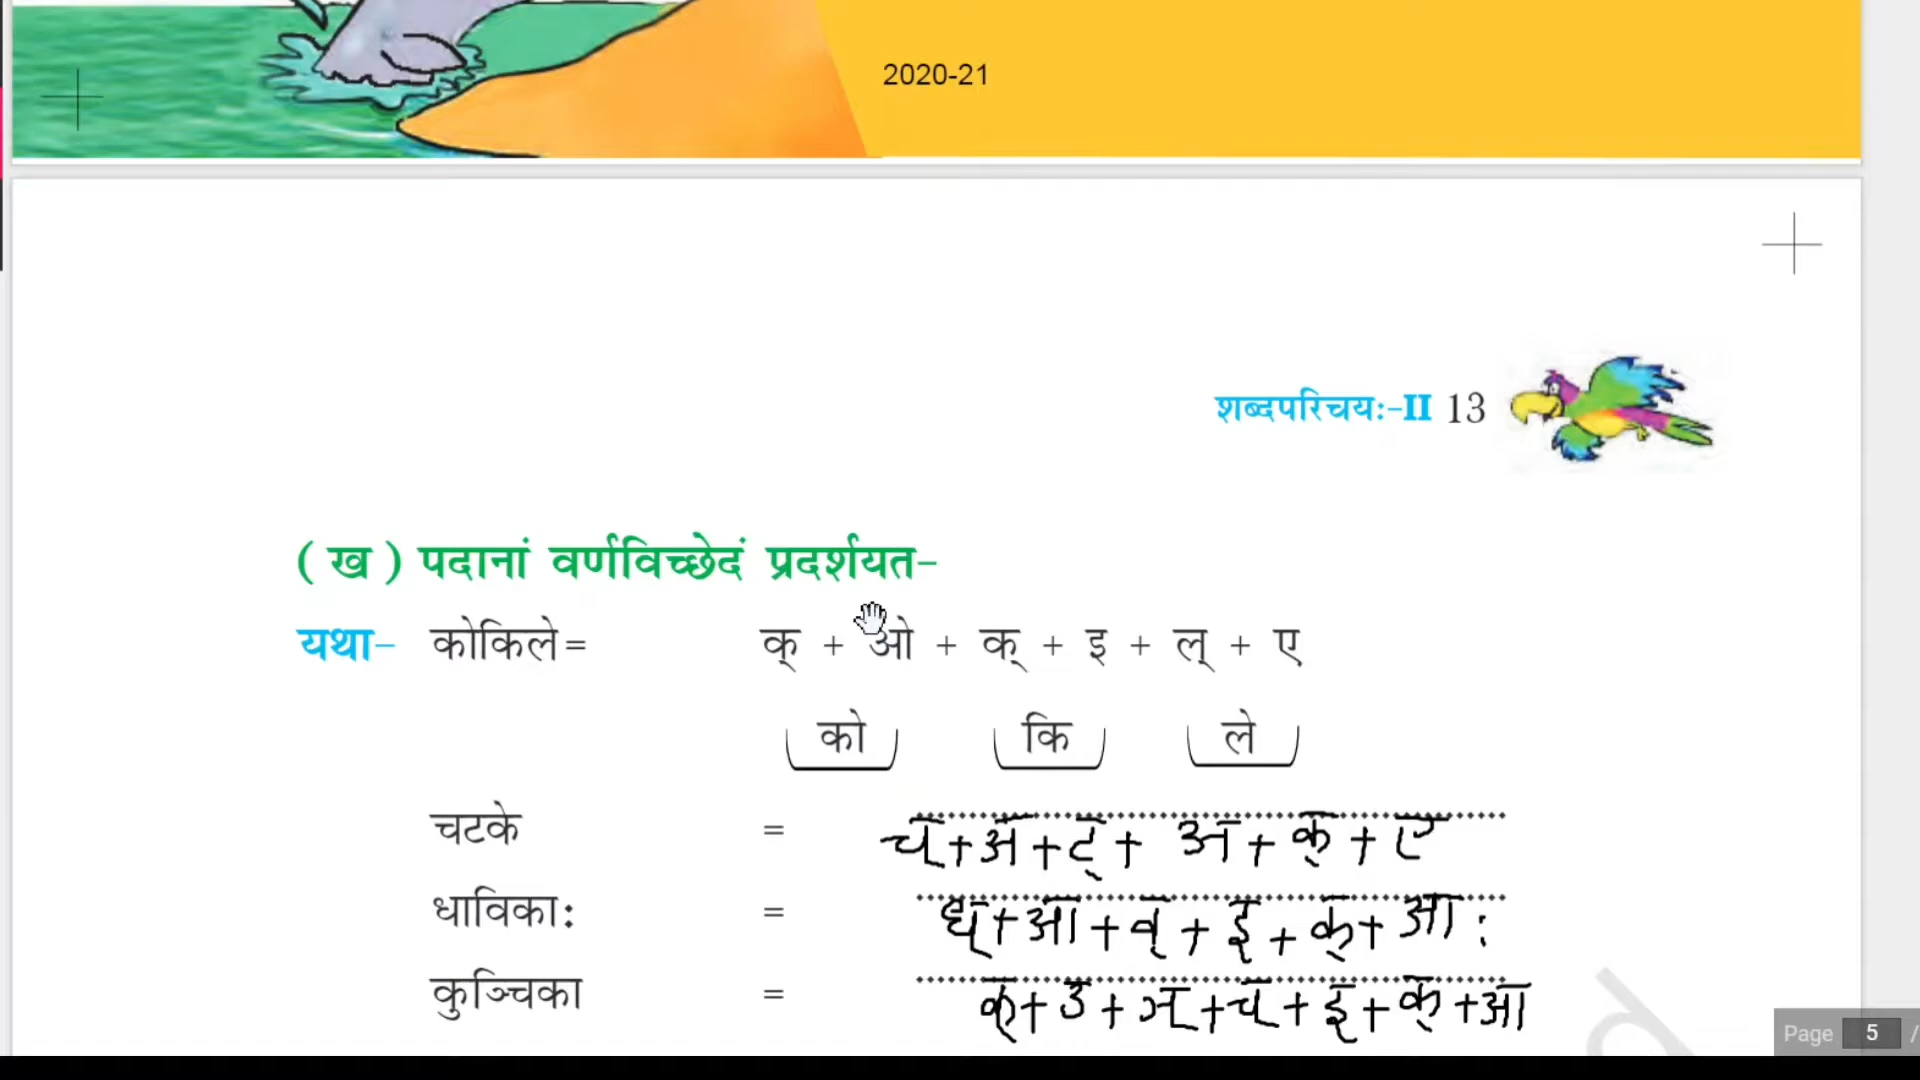 2020-21
शब्दपरिचयः-II 13
(ख) पदानां वर्णविच्छेदं प्रदर्शयत-
यथा- कोकिले= क् + ओ + क् + इ + ल् + ए
को कि ले
चटके = च्+अ+ट्+ अ+क्+ए
धाविकाः = ध्+आ+व्+इ+क्+आ:
कुञ्चिका = क्+उ+ञ्+च्+इ+क्+आ
Page 5 /